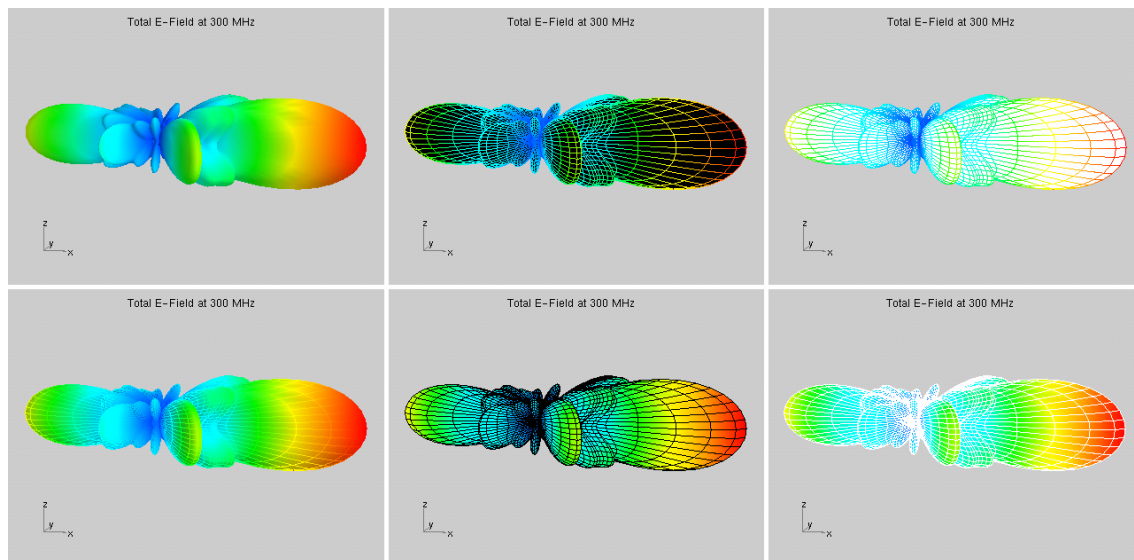 Total E-Field at 300 MHz
Total E-Field at 300 MHz
Total E-Field at 300 MHz
z
y
x
z
y
x
z
y
x
Total E-Field at 300 MHz
Total E-Field at 300 MHz
Total E-Field at 300 MHz
z
y
x
z
y
x
z
y
x